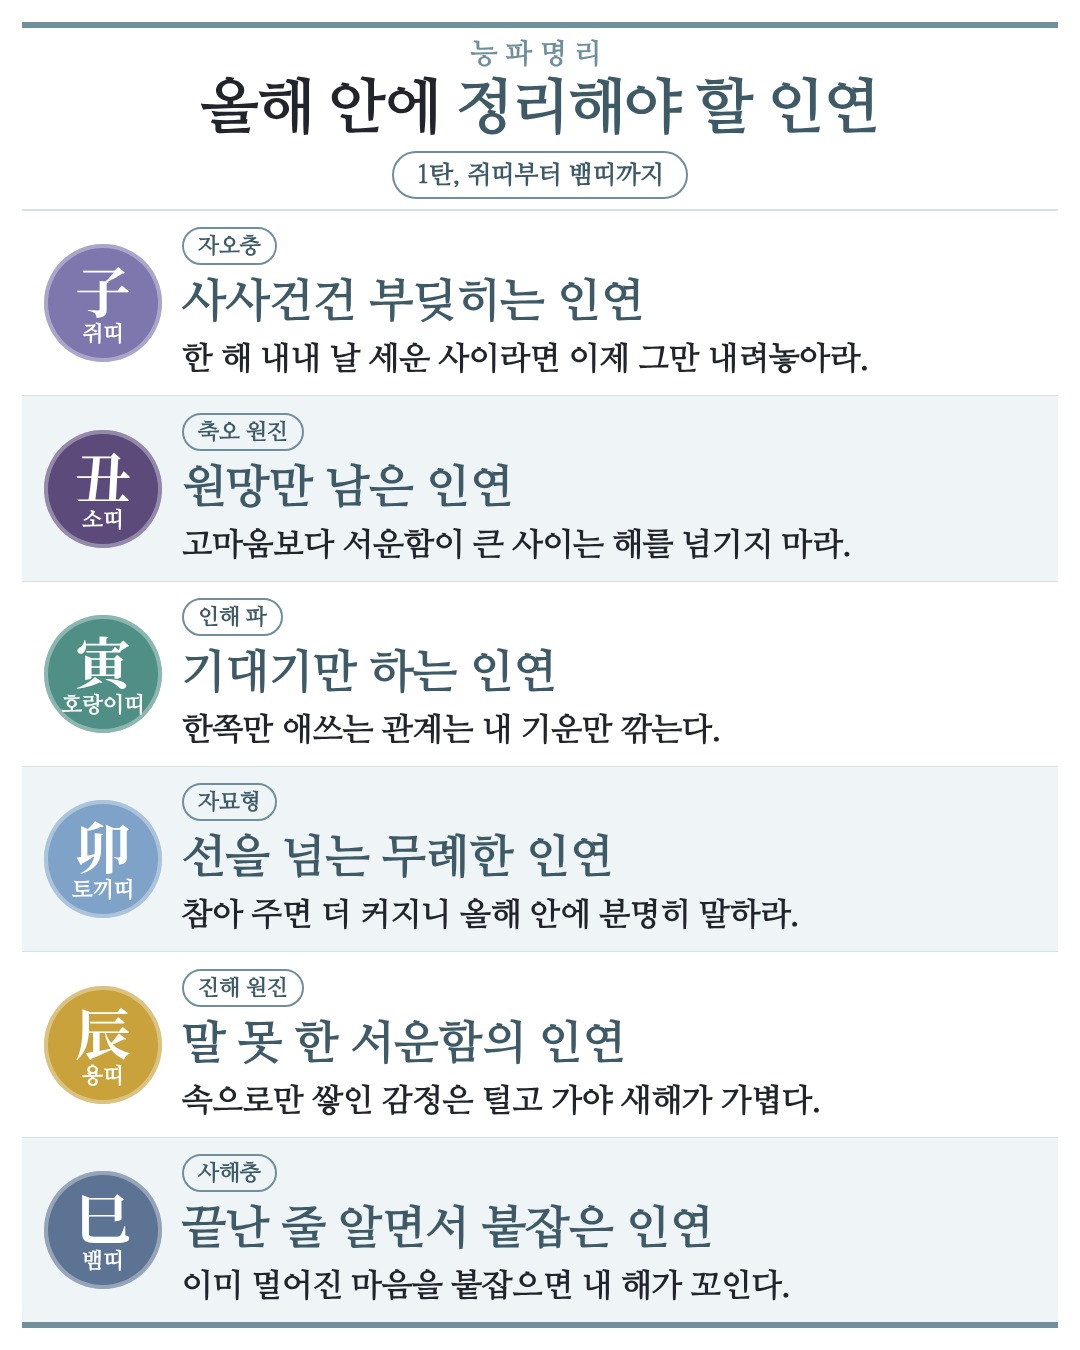 능파명리
올해 안에 정리해야 할 인연
1탄, 쥐띠부터 뱀띠까지
子
쥐띠
자오충
사사건건 부딪히는 인연
한 해 내내 날 세운 사이라면 이제 그만 내려놓아라.
丑
소띠
축오 원진
원망만 남은 인연
고마움보다 서운함이 큰 사이는 해를 넘기지 마라.
寅
호랑이띠
인해 파
기대기만 하는 인연
한쪽만 애쓰는 관계는 내 기운만 깎는다.
卯
토끼띠
자묘형
선을 넘는 무례한 인연
참아 주면 더 커지니 올해 안에 분명히 말하라.
辰
용띠
진해 원진
말 못 한 서운함의 인연
속으로만 쌓인 감정은 털고 가야 새해가 가볍다.
巳
뱀띠
사해충
끝난 줄 알면서 붙잡은 인연
이미 멀어진 마음을 붙잡으면 내 해가 꼬인다.